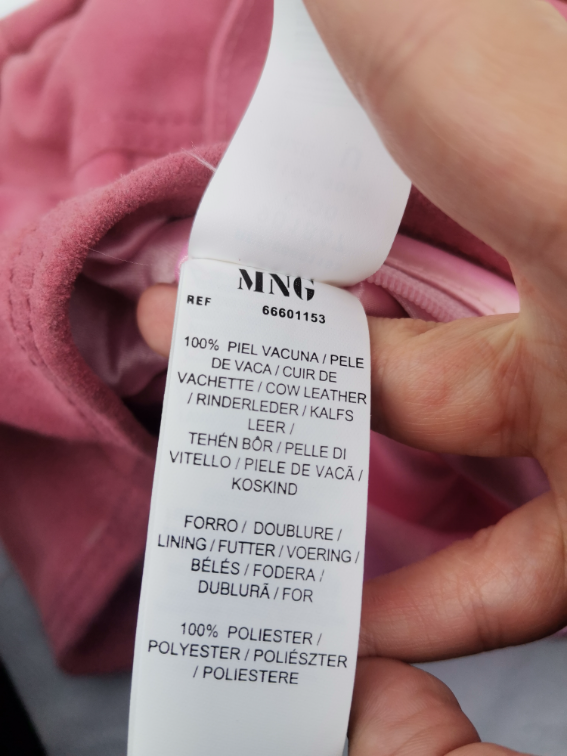 MNG
REF 66601153
100% PIEL VACUNA / PELE
DE VACA / CUIR DE
VACHETTE / COW LEATHER
/ RINDERLEDER / KALFS
LEER /
TEHÉN BÔR / PELLE DI
VITELLO / PIELE DE VACĂ /
KOSKIND
FORRO / DOUBLURE /
LINING / FUTTER / VOERING /
BÉLÉS / FODERA /
DUBLURĂ / FOR
100% POLIESTER /
POLYESTER / POLIÉSZTER
/ POLIESTERE